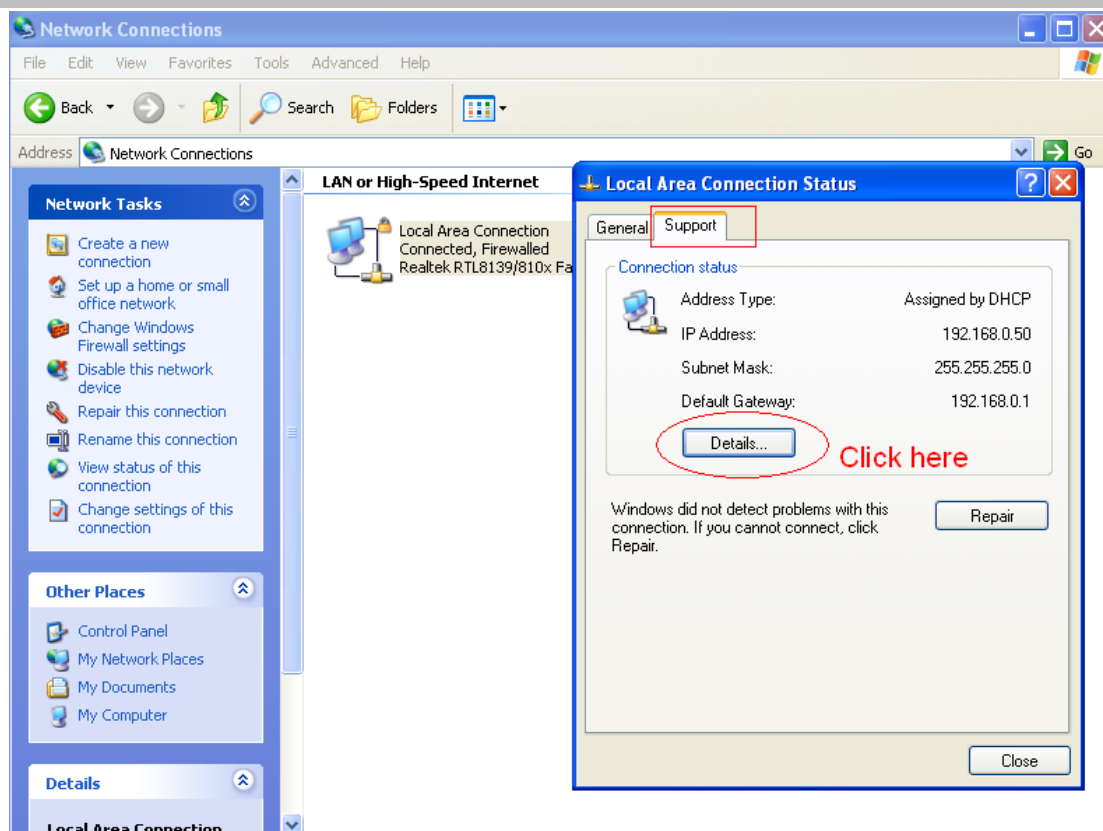 Network Connections
File Edit View Favorites Tools Advanced Help
Back Search Folders
Address Network Connections Go
Network Tasks
Create a new
connection
Set up a home or small
office network
Change Windows
Firewall settings
Disable this network
device
Repair this connection
Rename this connection
View status of this
connection
Change settings of this
connection
Other Places
Control Panel
My Network Places
My Documents
My Computer
Details
Local Area Connection
LAN or High-Speed Internet
Local Area Connection
Connected, Firewalled
Realtek RTL8139/810x Fa
Local Area Connection Status
General Support
Connection status
Address Type: Assigned by DHCP
IP Address: 192.168.0.50
Subnet Mask: 255.255.255.0
Default Gateway: 192.168.0.1
Details...
Click here
Windows did not detect problems with this
connection. If you cannot connect, click
Repair.
Repair
Close